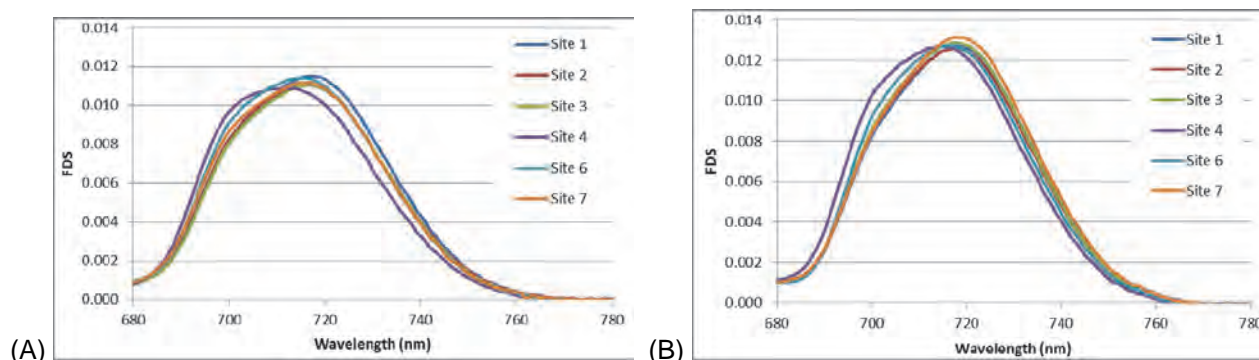 0.014
0.012
0.010
0.008
0.006
0.004
0.002
0.000
FDS
680 700 720 740 760 780
Wavelength (nm)
Site 1
Site 2
Site 3
Site 4
Site 6
Site 7
(A)
0.014
0.012
0.010
0.008
0.006
0.004
0.002
0.000
FDS
680 700 720 740 760 780
Wavelength (nm)
Site 1
Site 2
Site 3
Site 4
Site 6
Site 7
(B)